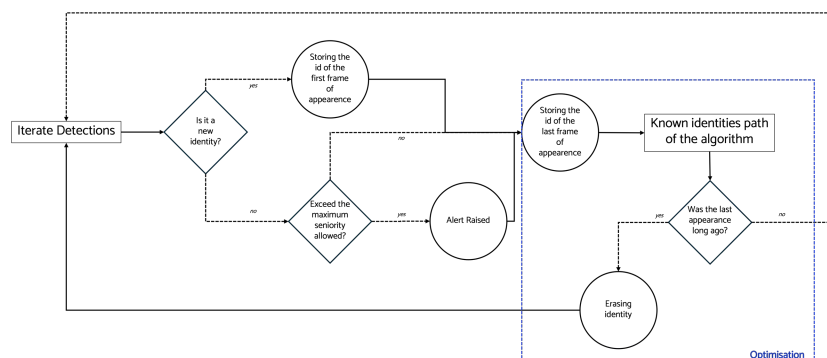 Iterate Detections
Is it a
new
identity?
yes
Storing the
id of the
first frame
of
appearence
no
Exceed the
maximum
seniority
allowed?
no
yes
Alert Raised
Storing the
id of the
last frame
of
appearence
Known identities path
of the algorithm
Was the last
appearance
long ago?
yes
no
Erasing
identity
Optimisation